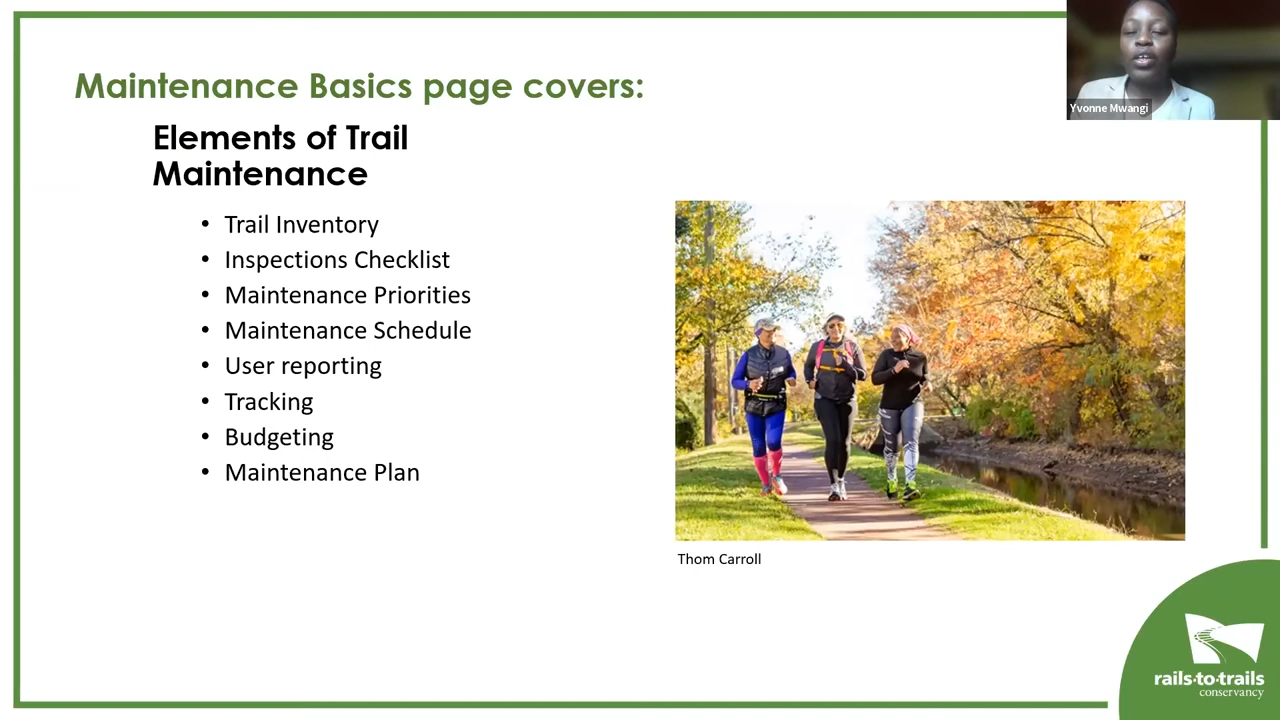 Maintenance Basics page covers:
Elements of Trail
Maintenance
• Trail Inventory
• Inspections Checklist
• Maintenance Priorities
• Maintenance Schedule
• User reporting
• Tracking
• Budgeting
• Maintenance Plan
Yvonne Mwangi
Thom Carroll
rails·to·trails
conservancy